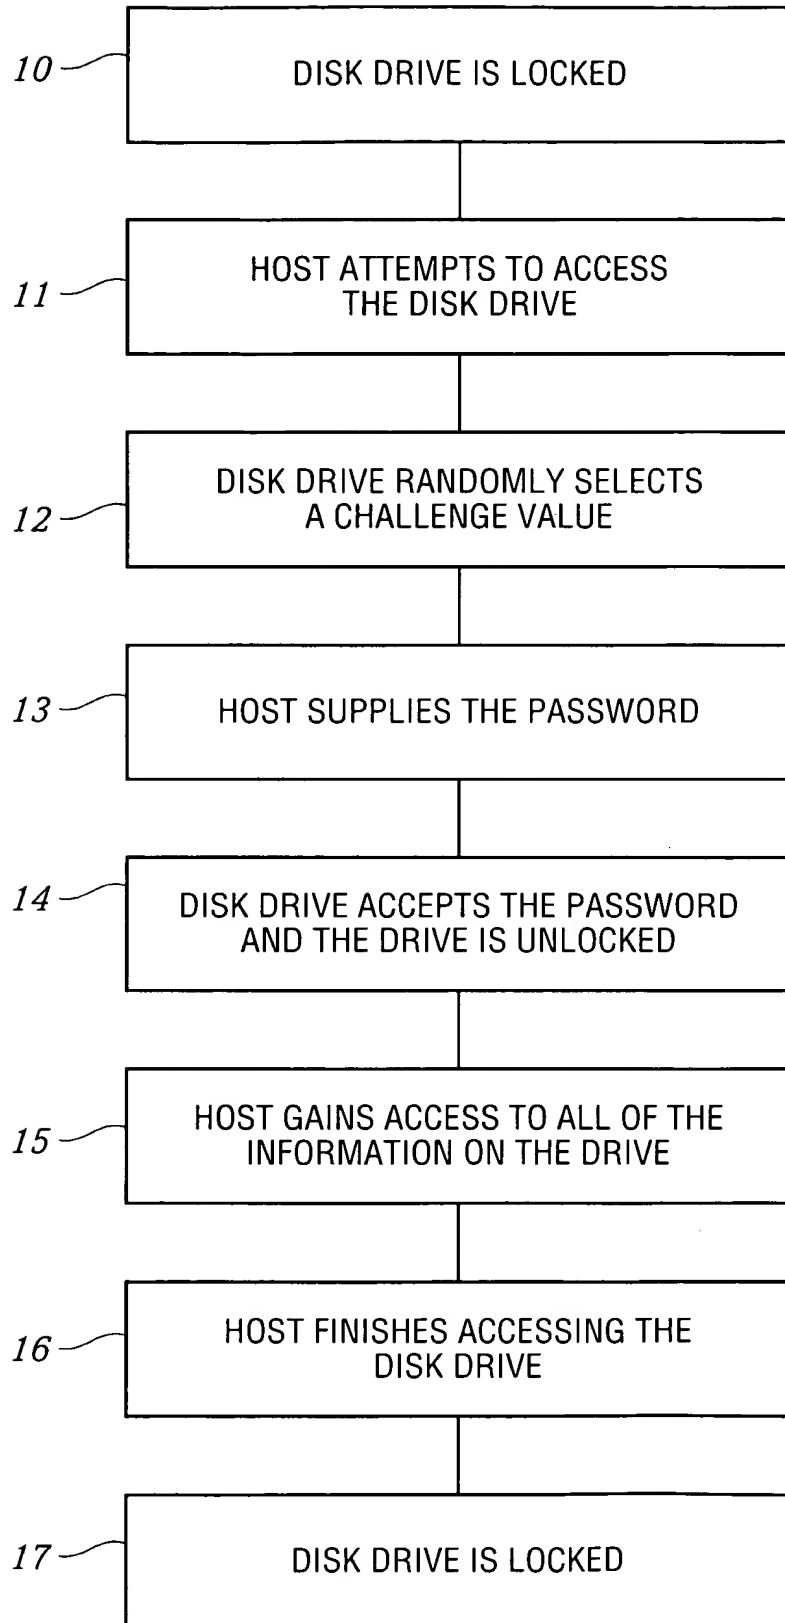 10
DISK DRIVE IS LOCKED
11
HOST ATTEMPTS TO ACCESS
THE DISK DRIVE
12
DISK DRIVE RANDOMLY SELECTS
A CHALLENGE VALUE
13
HOST SUPPLIES THE PASSWORD
14
DISK DRIVE ACCEPTS THE PASSWORD
AND THE DRIVE IS UNLOCKED
15
HOST GAINS ACCESS TO ALL OF THE
INFORMATION ON THE DRIVE
16
HOST FINISHES ACCESSING THE
DISK DRIVE
17
DISK DRIVE IS LOCKED